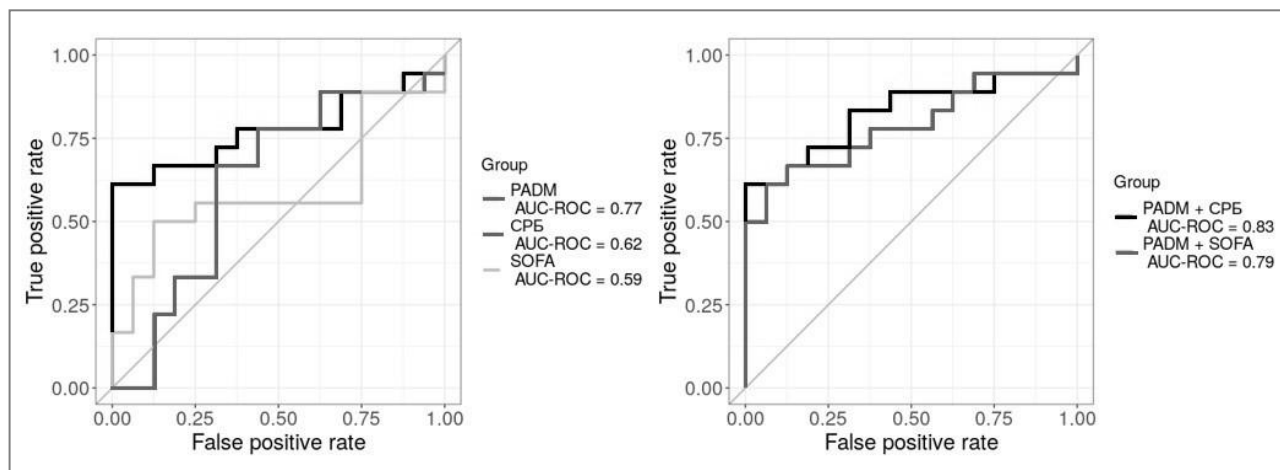 1.00
0.75
0.50
0.25
0.00
True positive rate
0.00 0.25 0.50 0.75 1.00
False positive rate
Group
PADM
AUC-ROC = 0.77
СРБ
AUC-ROC = 0.62
SOFA
AUC-ROC = 0.59
1.00
0.75
0.50
0.25
0.00
True positive rate
0.00 0.25 0.50 0.75 1.00
False positive rate
Group
PADM + СРБ
AUC-ROC = 0.83
PADM + SOFA
AUC-ROC = 0.79